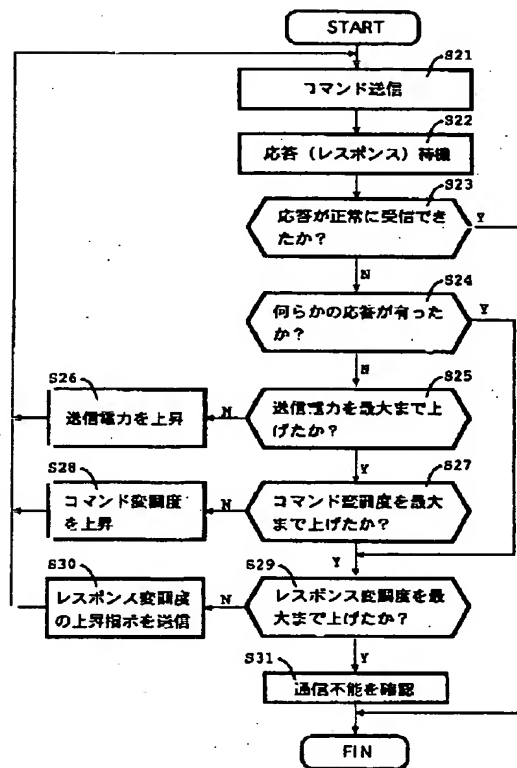 START
S21
コマンド送信
S22
応答(レスポンス)待機
S23
応答が正常に受信でき
たか?
Y
N
S24
何らかの応答が有った
か?
Y
N
S25
送信電力を最大まで上
げたか?
N
S26
送信電力を上昇
Y
S27
コマンド変調度を最大
まで上げたか?
N
S28
コマンド変調度
を上昇
Y
S29
レスポンス変調度を最
大まで上げたか?
N
S30
レスポンス変調度
の上昇指示を送信
Y
S31
通信不能を確認
FIN